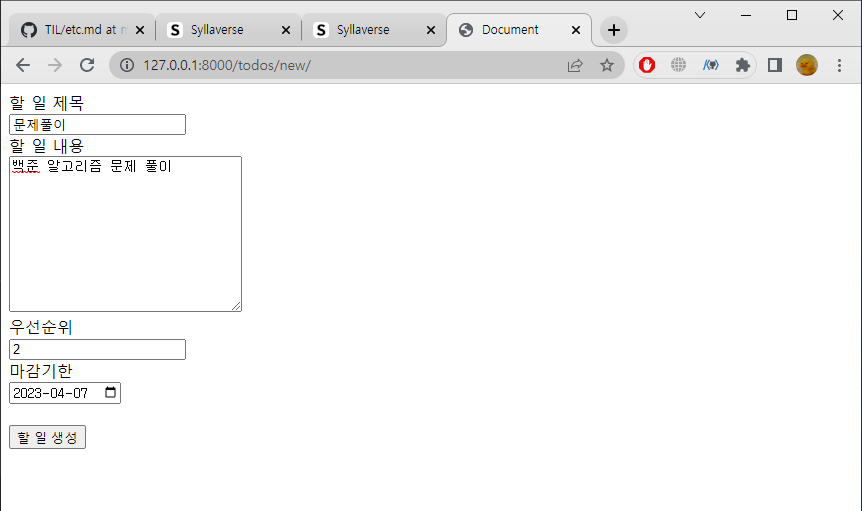 TIL/etc.md at m
Syllaverse
Syllaverse
Document
127.0.0.1:8000/todos/new/
할 일 제목
문제풀이
할 일 내용
백준 알고리즘 문제 풀이
우선순위
2
마감기한
2023-04-07
할 일 생성